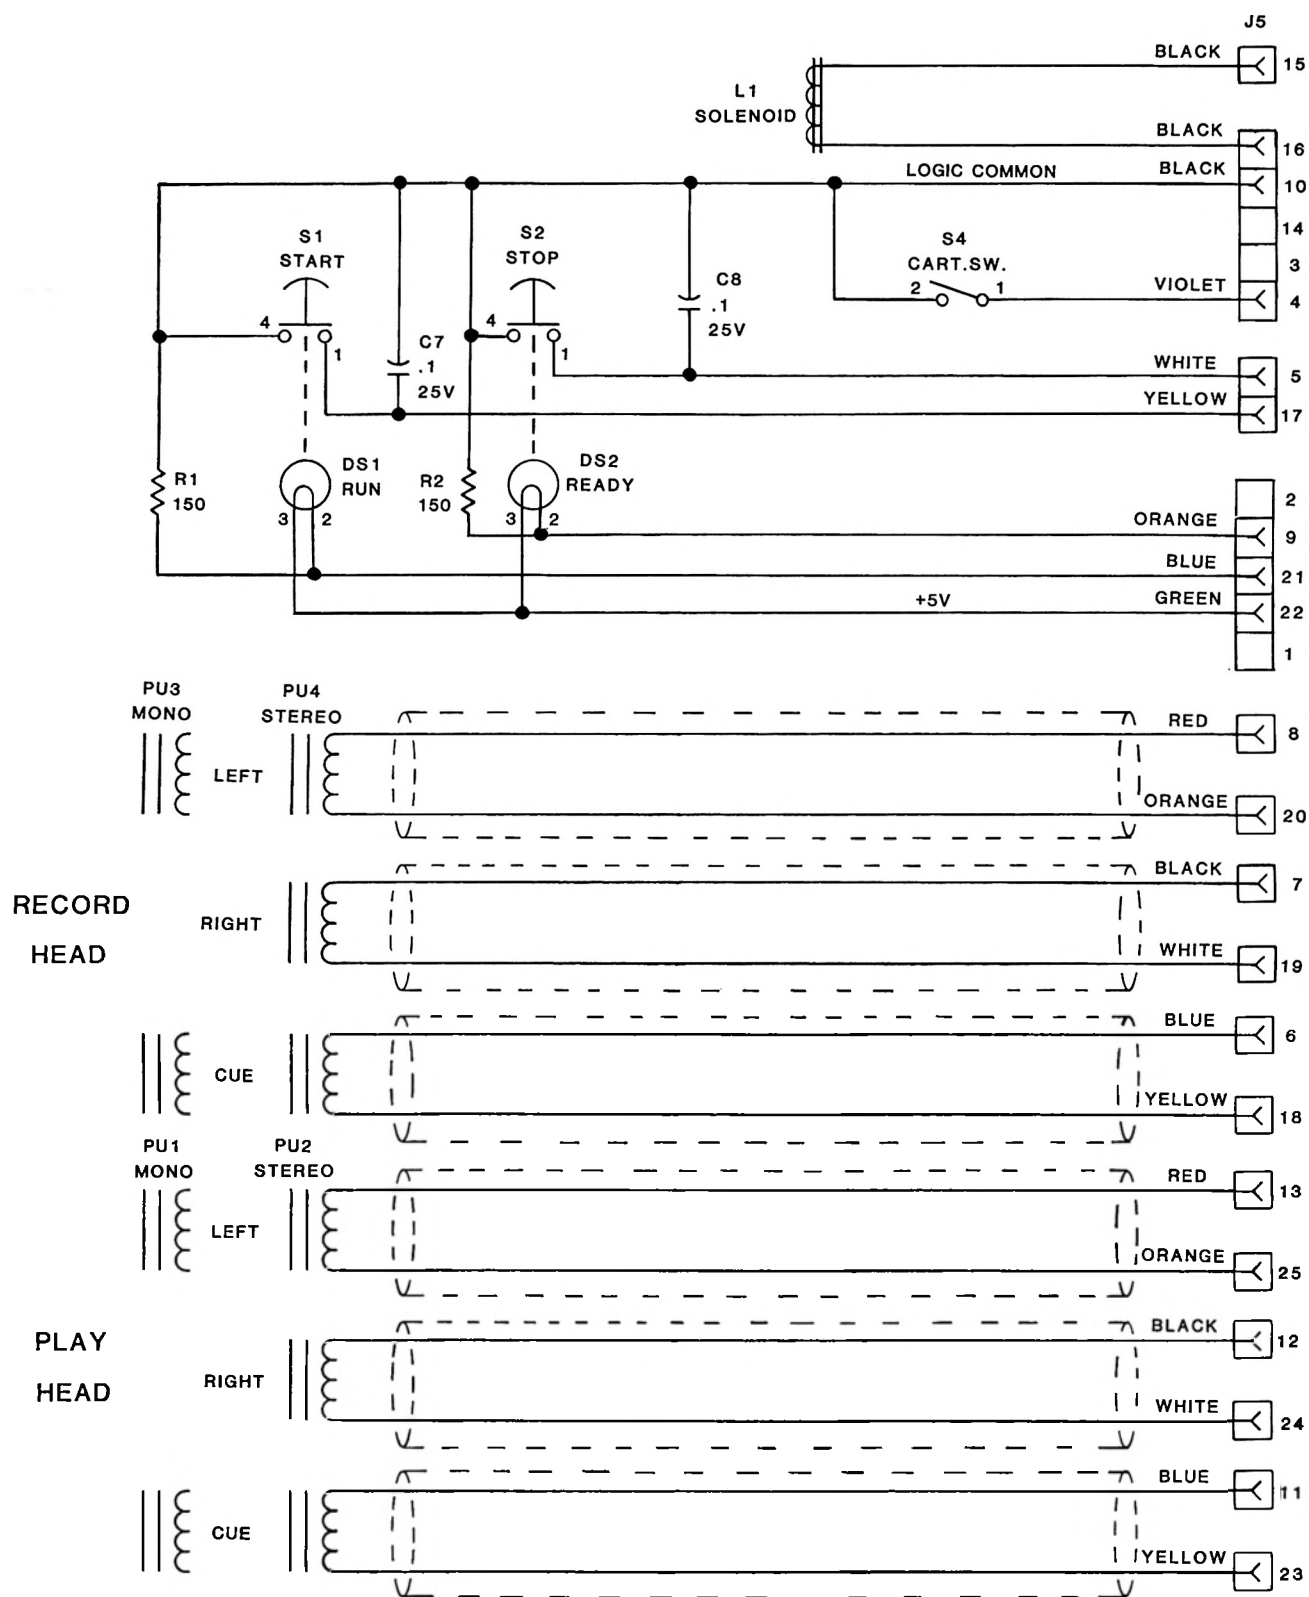 J5
BLACK 15
L1
SOLENOID
BLACK 16
LOGIC COMMON BLACK 10
14
S1
START
S2
STOP
S4
CART.SW.
3
2 1 VIOLET 4
C8
.1
25V
4 1
4 1
C7
.1
25V
WHITE 5
YELLOW 17
R1
150
DS1
RUN
3 2
R2
150
DS2
READY
3 2
2
ORANGE 9
BLUE 21
+5V GREEN 22
1
PU3
MONO
PU4
STEREO
RED 8
LEFT
ORANGE 20
RECORD
HEAD
BLACK 7
RIGHT
WHITE 19
BLUE 6
CUE
YELLOW 18
PU1
MONO
PU2
STEREO
RED 13
LEFT
ORANGE 25
PLAY
HEAD
BLACK 12
RIGHT
WHITE 24
BLUE 11
CUE
YELLOW 23